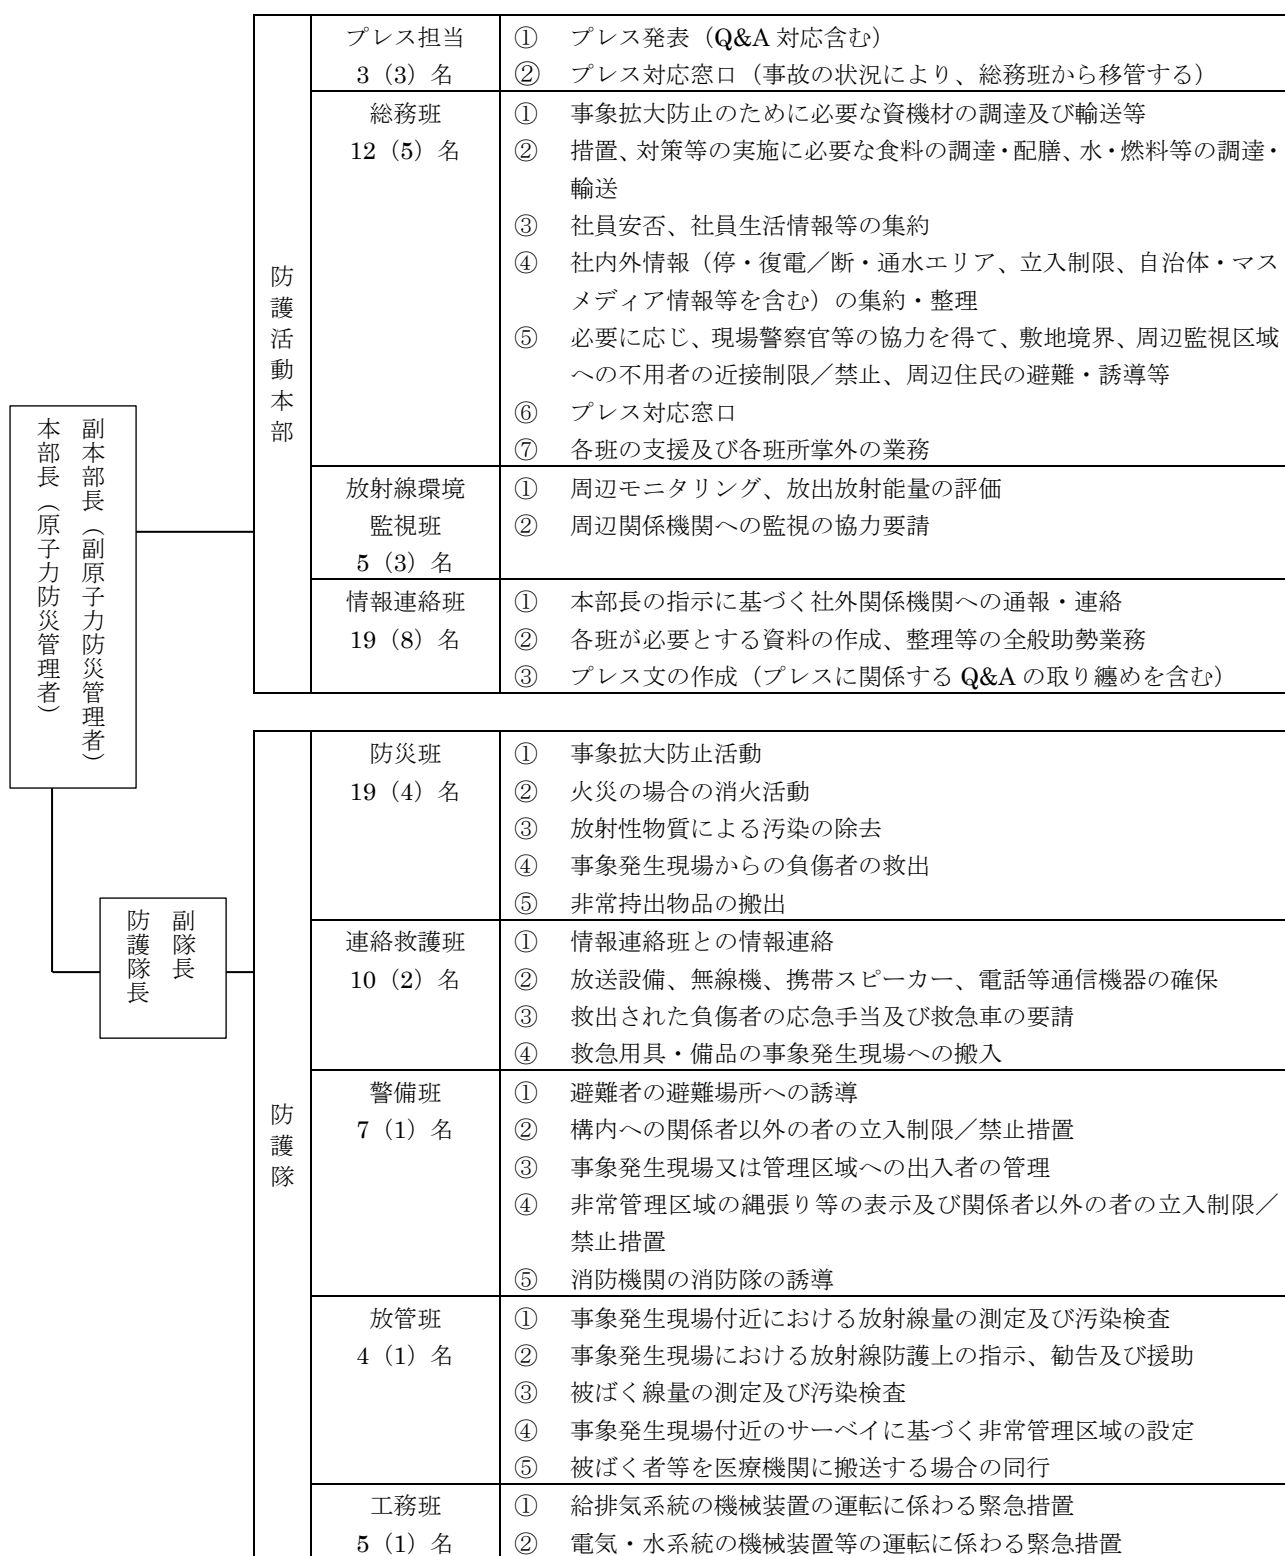 本部長（原子力防災管理者）
副本部長（副原子力防災管理者）
防護隊長
副隊長
防護活動本部
プレス担当
3（3）名
① プレス発表（Q&A 対応含む）
② プレス対応窓口（事故の状況により、総務班から移管する）
総務班
12（5）名
① 事象拡大防止のために必要な資機材の調達及び輸送等
② 措置、対策等の実施に必要な食料の調達・配膳、水・燃料等の調達・
輸送
③ 社員安否、社員生活情報等の集約
④ 社内外情報（停・復電／断・通水エリア、立入制限、自治体・マス
メディア情報等を含む）の集約・整理
⑤ 必要に応じ、現場警察官等の協力を得て、敷地境界、周辺監視区域
への不用者の近接制限／禁止、周辺住民の避難・誘導等
⑥ プレス対応窓口
⑦ 各班の支援及び各班所掌外の業務
放射線環境
監視班
5（3）名
① 周辺モニタリング、放出放射能量の評価
② 周辺関係機関への監視の協力要請
情報連絡班
19（8）名
① 本部長の指示に基づく社外関係機関への通報・連絡
② 各班が必要とする資料の作成、整理等の全般助勢業務
③ プレス文の作成（プレスに関係する Q&A の取り纏めを含む）
防護隊
防災班
19（4）名
① 事象拡大防止活動
② 火災の場合の消火活動
③ 放射性物質による汚染の除去
④ 事象発生現場からの負傷者の救出
⑤ 非常持出物品の搬出
連絡救護班
10（2）名
① 情報連絡班との情報連絡
② 放送設備、無線機、携帯スピーカー、電話等通信機器の確保
③ 救出された負傷者の応急手当及び救急車の要請
④ 救急用具・備品の事象発生現場への搬入
警備班
7（1）名
① 避難者の避難場所への誘導
② 構内への関係者以外の者の立入制限／禁止措置
③ 事象発生現場又は管理区域への出入者の管理
④ 非常管理区域の縄張り等の表示及び関係者以外の者の立入制限／
禁止措置
⑤ 消防機関の消防隊の誘導
放管班
4（1）名
① 事象発生現場付近における放射線量の測定及び汚染検査
② 事象発生現場における放射線防護上の指示、勧告及び援助
③ 被ばく線量の測定及び汚染検査
④ 事象発生現場付近のサーベイに基づく非常管理区域の設定
⑤ 被ばく者等を医療機関に搬送する場合の同行
工務班
5（1）名
① 給排気系統の機械装置の運転に係わる緊急措置
② 電気・水系統の機械装置等の運転に係わる緊急措置